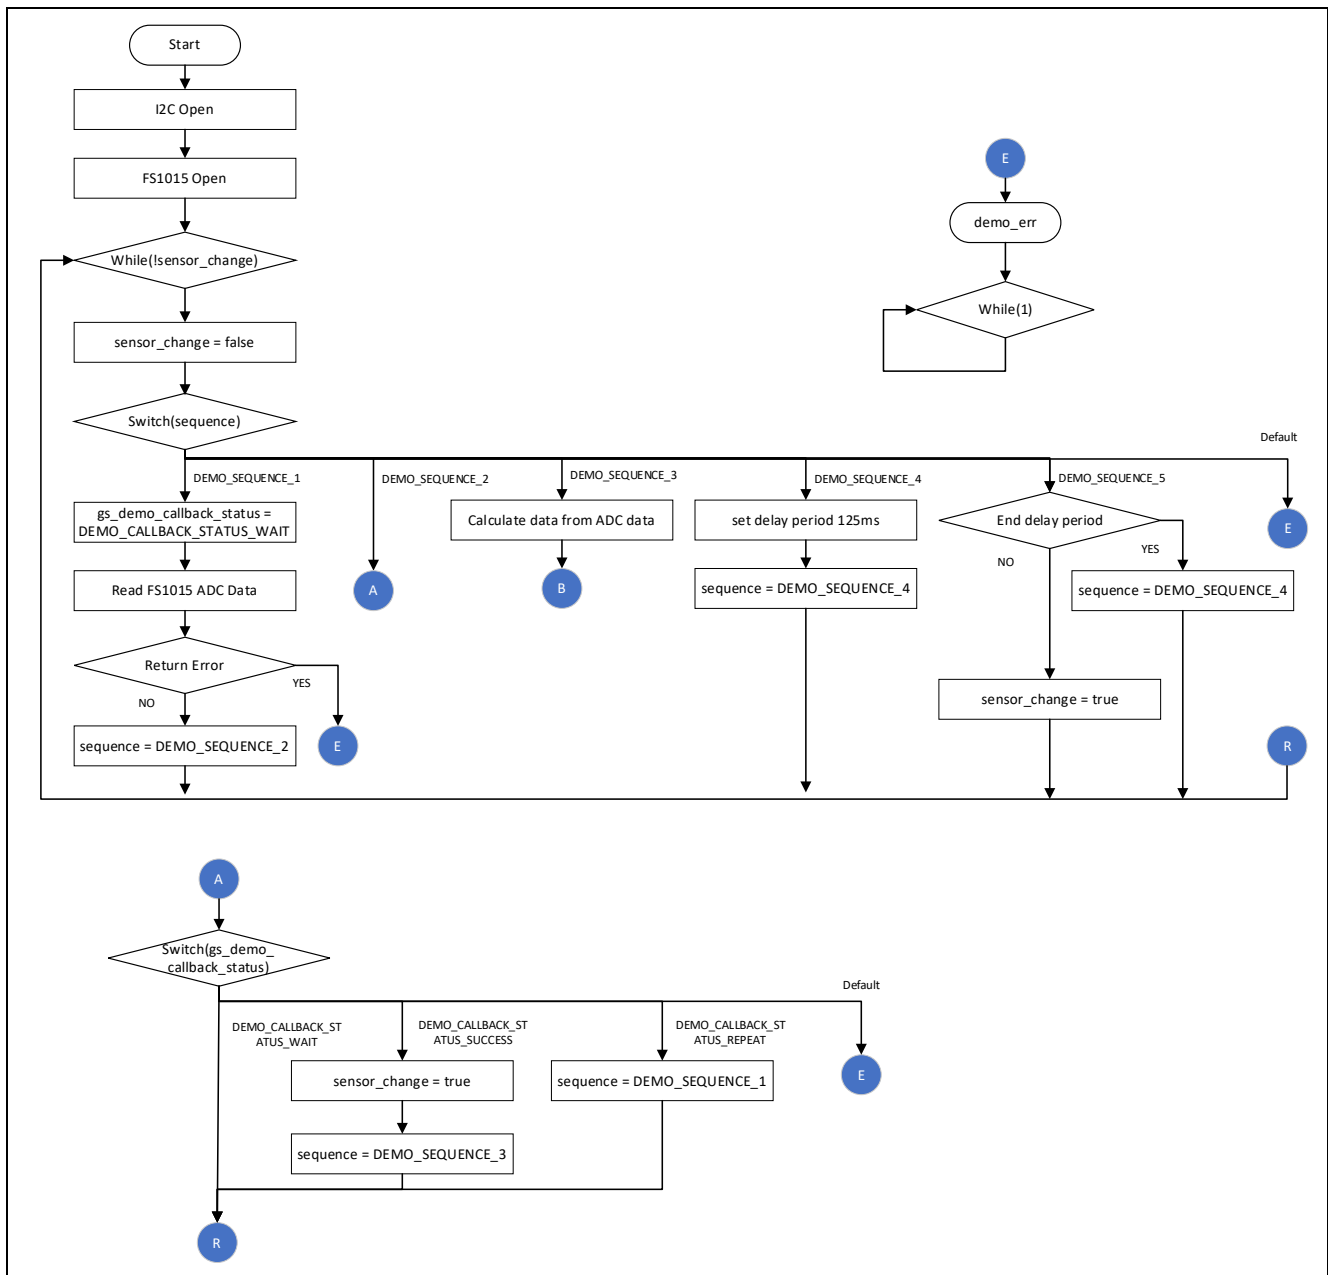 Start
I2C Open
FS1015 Open
While(!sensor_change)
sensor_change = false
Switch(sequence)
E
demo_err
While(1)
Default
DEMO_SEQUENCE_1
DEMO_SEQUENCE_2
DEMO_SEQUENCE_3
DEMO_SEQUENCE_4
DEMO_SEQUENCE_5
gs_demo_callback_status =
DEMO_CALLBACK_STATUS_WAIT
Calculate data from ADC data
set delay period 125ms
End delay period
E
NO
YES
Read FS1015 ADC Data
A
B
sequence = DEMO_SEQUENCE_4
sequence = DEMO_SEQUENCE_4
Return Error
YES
NO
sensor_change = true
sequence = DEMO_SEQUENCE_2
E
R
A
Switch(gs_demo_
callback_status)
Default
DEMO_CALLBACK_ST
ATUS_WAIT
DEMO_CALLBACK_ST
ATUS_SUCCESS
DEMO_CALLBACK_ST
ATUS_REPEAT
sensor_change = true
sequence = DEMO_SEQUENCE_1
E
sequence = DEMO_SEQUENCE_3
R